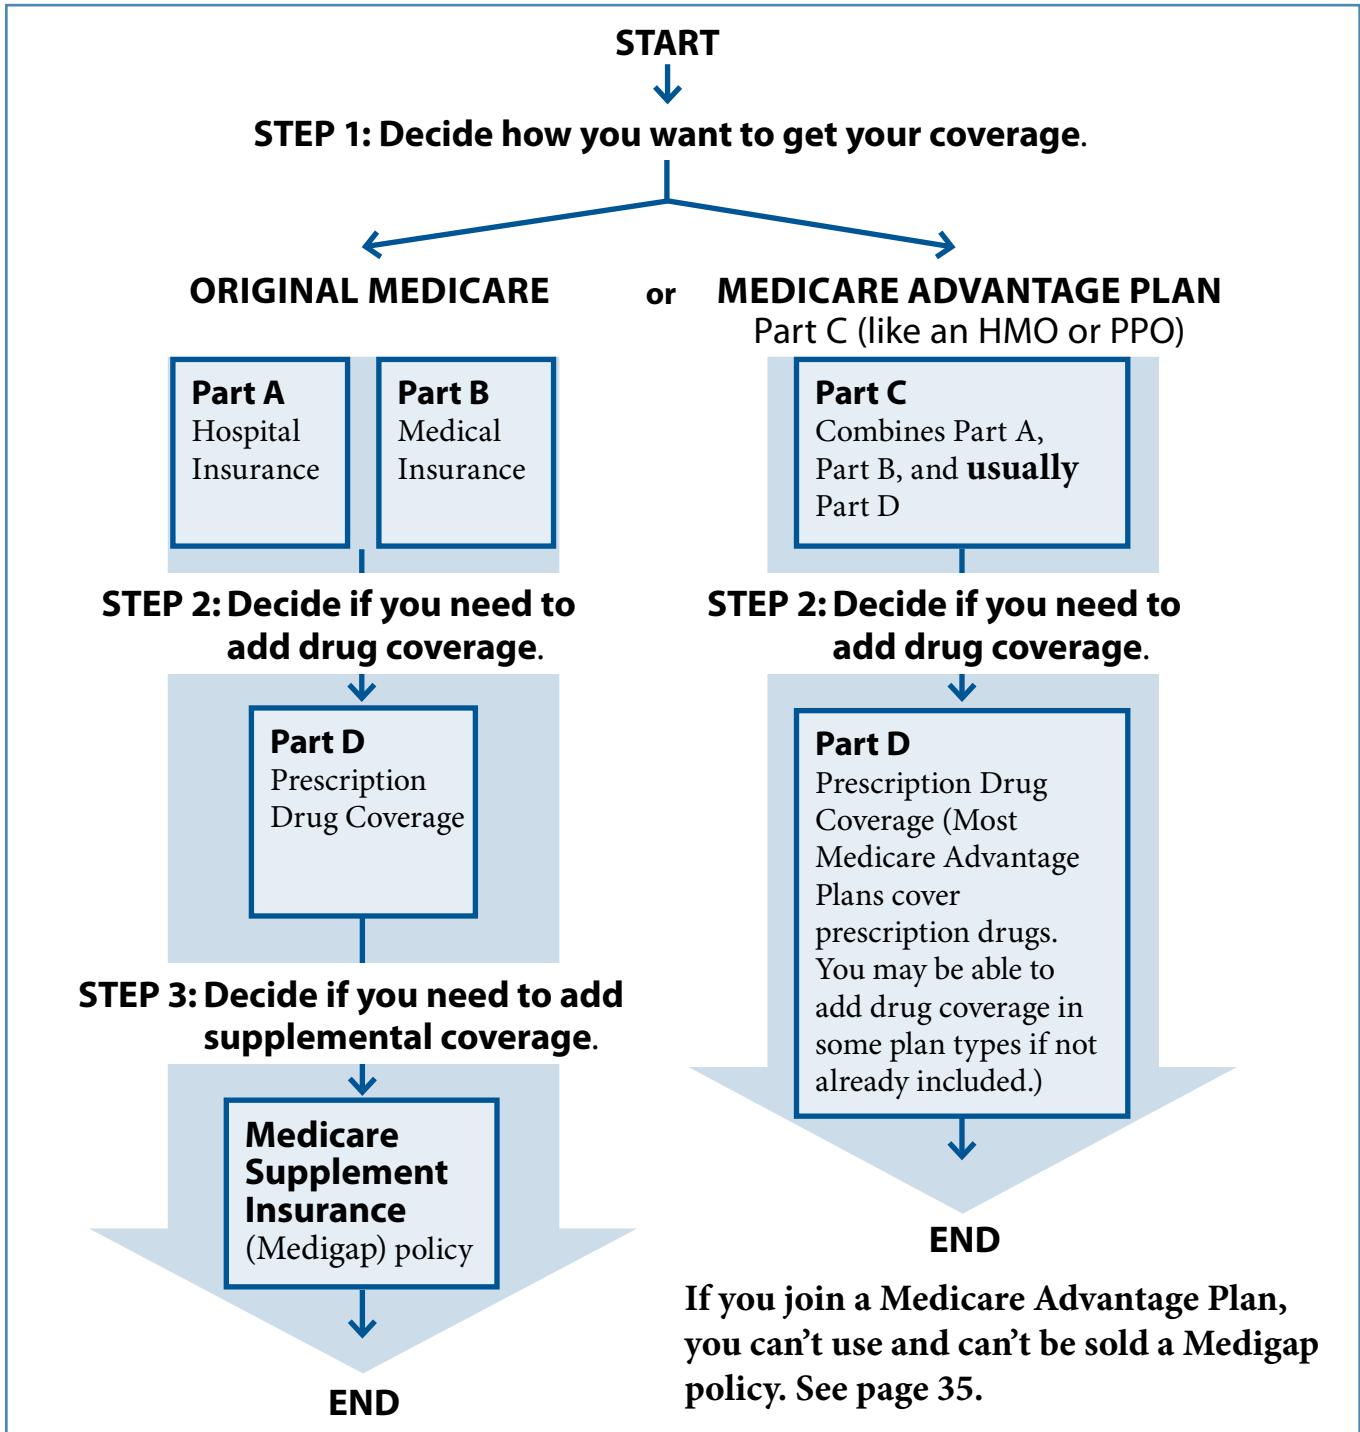 START
STEP 1: Decide how you want to get your coverage.
ORIGINAL MEDICARE
Part A
Hospital
Insurance
Part B
Medical
Insurance
STEP 2: Decide if you need to
add drug coverage.
Part D
Prescription
Drug Coverage
STEP 3: Decide if you need to add
supplemental coverage.
Medicare
Supplement
Insurance
(Medigap) policy
END
or
MEDICARE ADVANTAGE PLAN
Part C (like an HMO or PPO)
Part C
Combines Part A,
Part B, and usually
Part D
STEP 2: Decide if you need to
add drug coverage.
Part D
Prescription Drug
Coverage (Most
Medicare Advantage
Plans cover
prescription drugs.
You may be able to
add drug coverage in
some plan types if not
already included.)
END
If you join a Medicare Advantage Plan,
you can’t use and can’t be sold a Medigap
policy. See page 35.